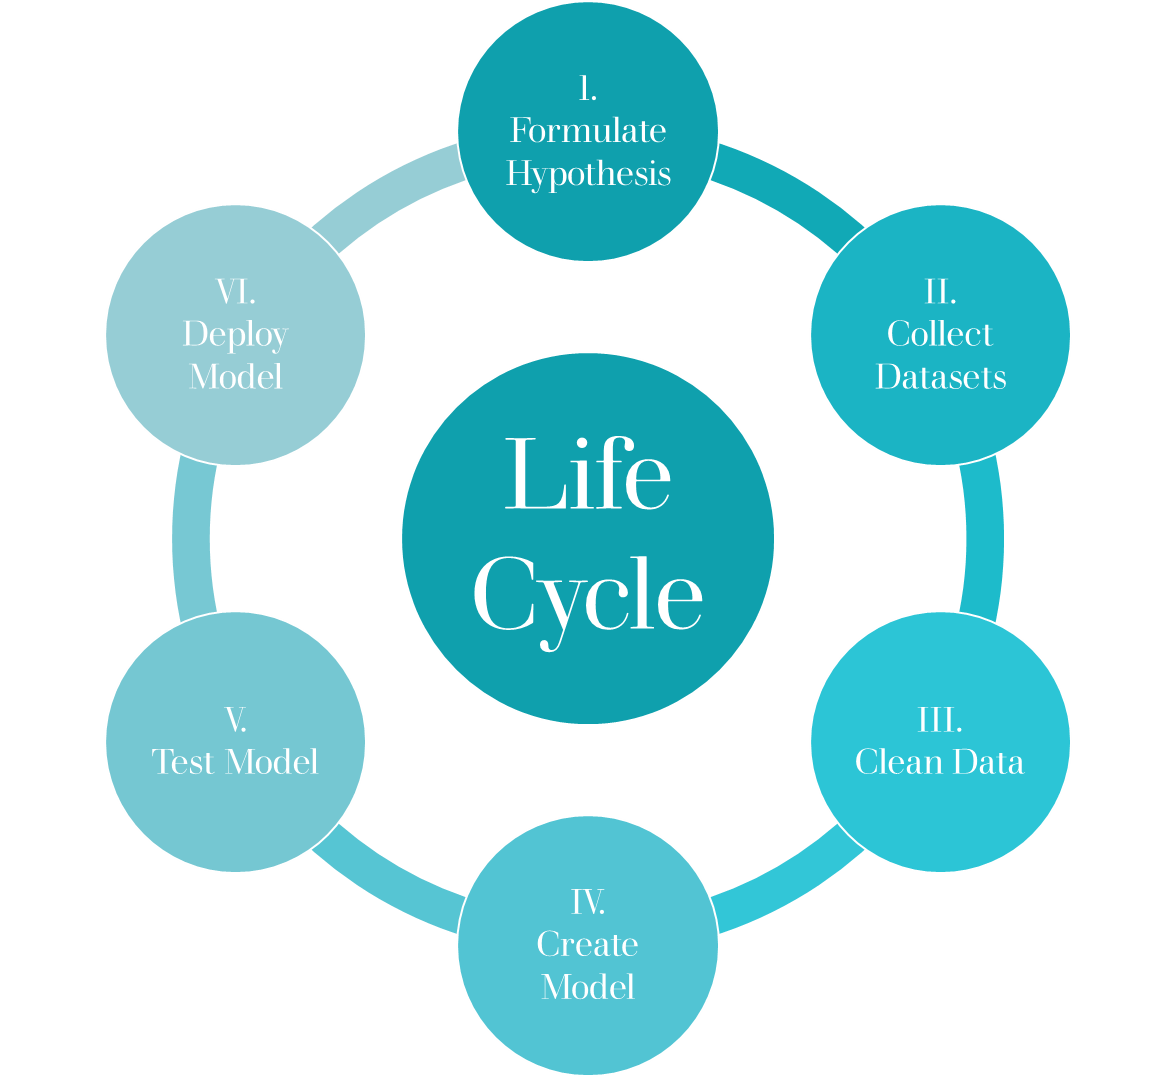 I.
Formulate
Hypothesis
II.
Collect
Datasets
III.
Clean Data
IV.
Create
Model
V.
Test Model
VI.
Deploy
Model
Life
Cycle